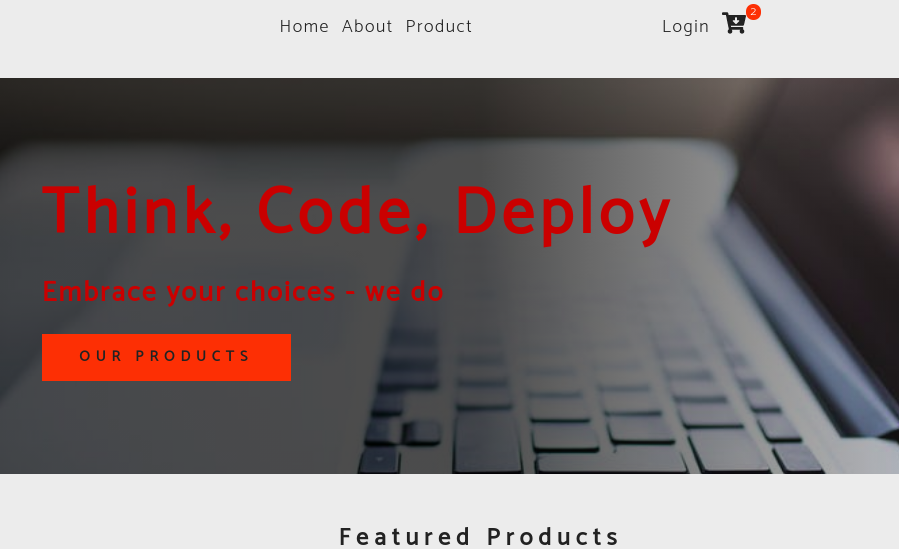 Home About Product Login 2
Think, Code, Deploy
Embrace your choices - we do
OUR PRODUCTS
Featured Products